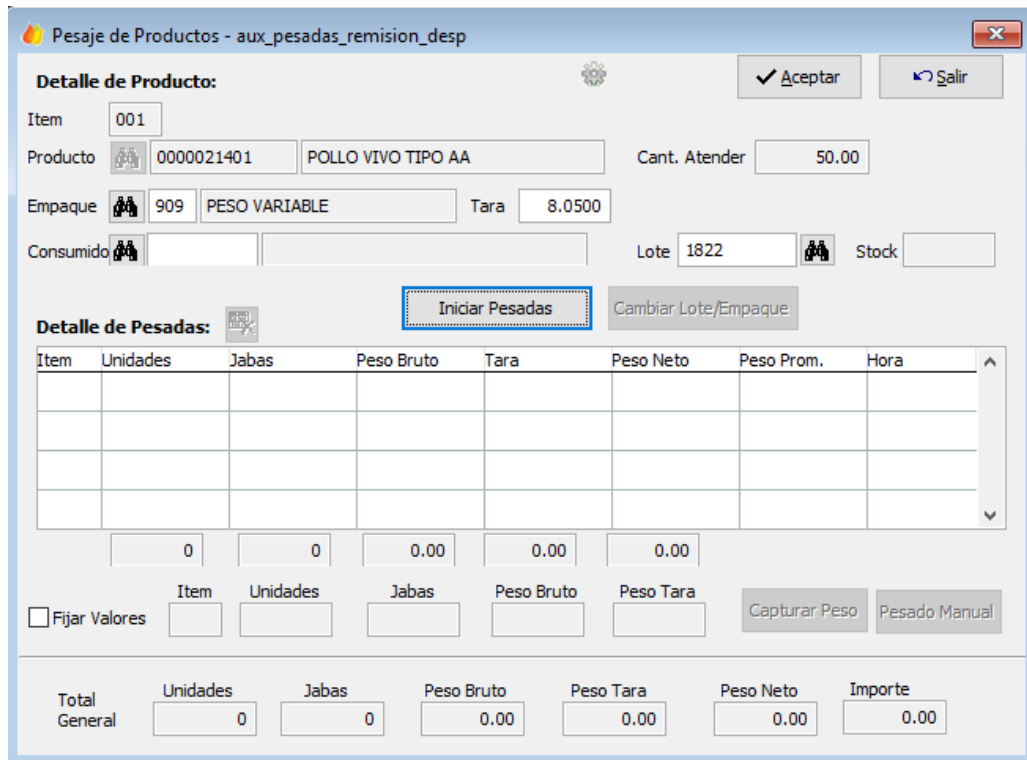 Pesaje de Productos - aux_pesadas_remision_desp
Detalle de Producto:
Aceptar
Salir
Item 001
Producto 0000021401 POLLO VIVO TIPO AA Cant. Atender 50.00
Empaque 909 PESO VARIABLE Tara 8.0500
Consumido Lote 1822 Stock
Iniciar Pesadas Cambiar Lote/Empaque
Detalle de Pesadas:
Item Unidades Jabas Peso Bruto Tara Peso Neto Peso Prom. Hora
0 0 0.00 0.00 0.00
Item Unidades Jabas Peso Bruto Peso Tara
Fijar Valores Capturar Peso Pesado Manual
Unidades Jabas Peso Bruto Peso Tara Peso Neto Importe
Total General 0 0 0.00 0.00 0.00 0.00